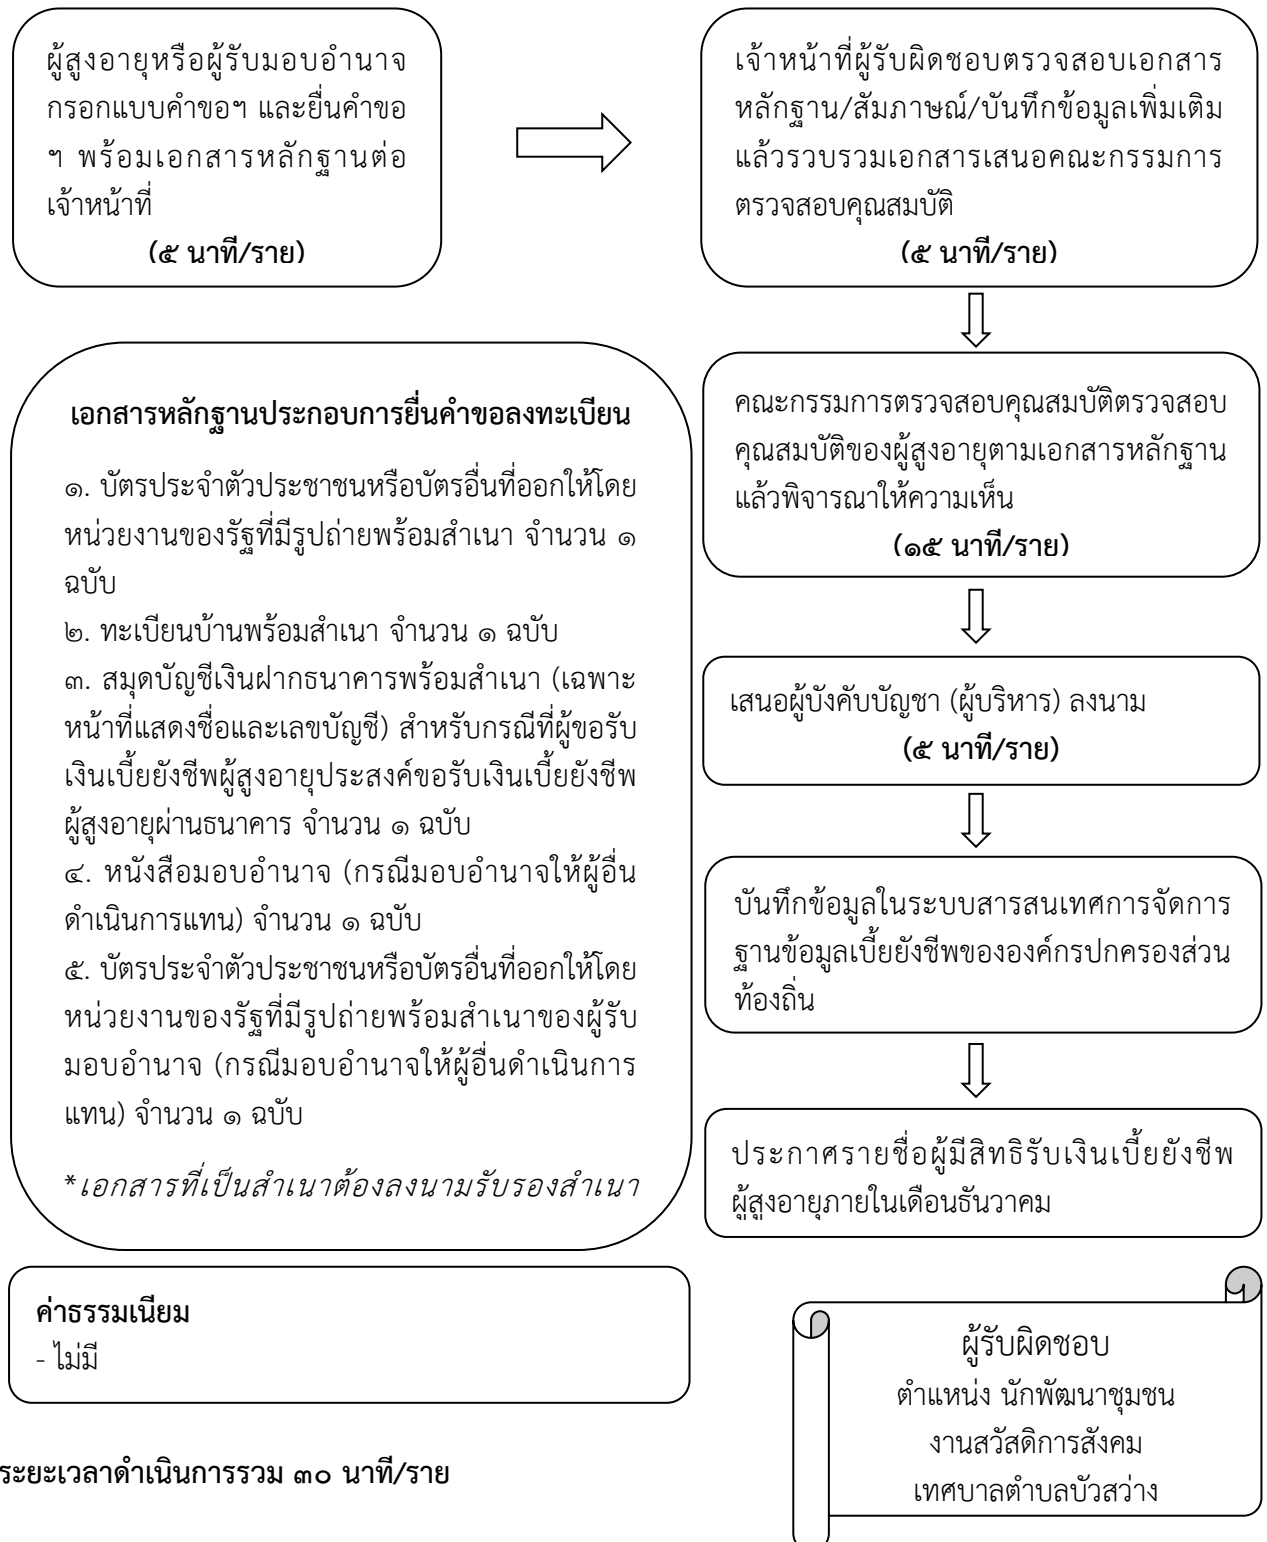 ผู้สูงอายุหรือผู้รับมอบอำนาจ
กรอกแบบคำขอฯ และยื่นคำขอ
ฯ พร้อมเอกสารหลักฐานต่อ
เจ้าหน้าที่
(๕ นาที/ราย)
เจ้าหน้าที่ผู้รับผิดชอบตรวจสอบเอกสาร
หลักฐาน/สัมภาษณ์/บันทึกข้อมูลเพิ่มเติม
แล้วรวบรวมเอกสารเสนอคณะกรรมการ
ตรวจสอบคุณสมบัติ
(๕ นาที/ราย)
คณะกรรมการตรวจสอบคุณสมบัติตรวจสอบ
คุณสมบัติของผู้สูงอายุตามเอกสารหลักฐาน
แล้วพิจารณาให้ความเห็น
(๑๕ นาที/ราย)
เสนอผู้บังคับบัญชา (ผู้บริหาร) ลงนาม
(๕ นาที/ราย)
บันทึกข้อมูลในระบบสารสนเทศการจัดการ
ฐานข้อมูลเบี้ยยังชีพขององค์กรปกครองส่วน
ท้องถิ่น
ประกาศรายชื่อผู้มีสิทธิรับเงินเบี้ยยังชีพ
ผู้สูงอายุภายในเดือนธันวาคม
เอกสารหลักฐานประกอบการยื่นคำขอลงทะเบียน
๑. บัตรประจำตัวประชาชนหรือบัตรอื่นที่ออกให้โดย
หน่วยงานของรัฐที่มีรูปถ่ายพร้อมสำเนา จำนวน ๑
ฉบับ
๒. ทะเบียนบ้านพร้อมสำเนา จำนวน ๑ ฉบับ
๓. สมุดบัญชีเงินฝากธนาคารพร้อมสำเนา (เฉพาะ
หน้าที่แสดงชื่อและเลขบัญชี) สำหรับกรณีที่ผู้ขอรับ
เงินเบี้ยยังชีพผู้สูงอายุประสงค์ขอรับเงินเบี้ยยังชีพ
ผู้สูงอายุผ่านธนาคาร จำนวน ๑ ฉบับ
๔. หนังสือมอบอำนาจ (กรณีมอบอำนาจให้ผู้อื่น
ดำเนินการแทน) จำนวน ๑ ฉบับ
๕. บัตรประจำตัวประชาชนหรือบัตรอื่นที่ออกให้โดย
หน่วยงานของรัฐที่มีรูปถ่ายพร้อมสำเนาของผู้รับ
มอบอำนาจ (กรณีมอบอำนาจให้ผู้อื่นดำเนินการ
แทน) จำนวน ๑ ฉบับ
*เอกสารที่เป็นสำเนาต้องลงนามรับรองสำเนา
ค่าธรรมเนียม
- ไม่มี
ระยะเวลาดำเนินการรวม ๓๐ นาที/ราย
ผู้รับผิดชอบ
ตำแหน่ง นักพัฒนาชุมชน
งานสวัสดิการสังคม
เทศบาลตำบลบัวสว่าง